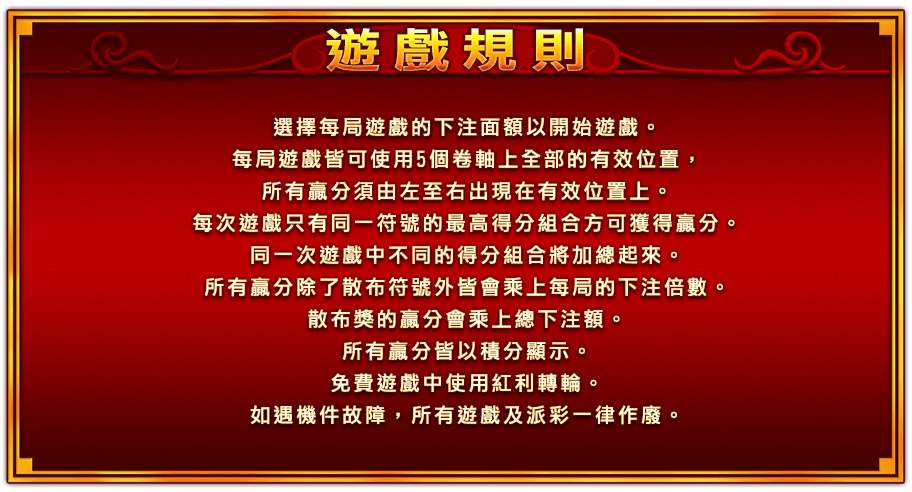 遊戲規則
選擇每局遊戲的下注面額以開始遊戲。
每局遊戲皆可使用5個卷軸上全部的有效位置，
所有贏分須由左至右出現在有效位置上。
每次遊戲只有同一符號的最高得分組合方可獲得贏分。
同一次遊戲中不同的得分組合將加總起來。
所有贏分除了散布符號外皆會乘上每局的下注倍數。
散布獎的贏分會乘上總下注額。
所有贏分皆以積分顯示。
免費遊戲中使用紅利轉輪。
如遇機件故障，所有遊戲及派彩一律作廢。